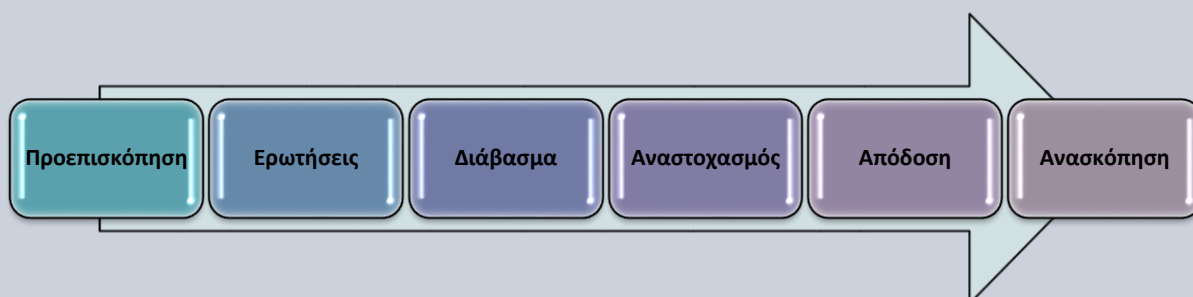 Προεπισκόπηση
Ερωτήσεις
Διάβασμα
Αναστοχασμός
Απόδοση
Ανασκόπηση